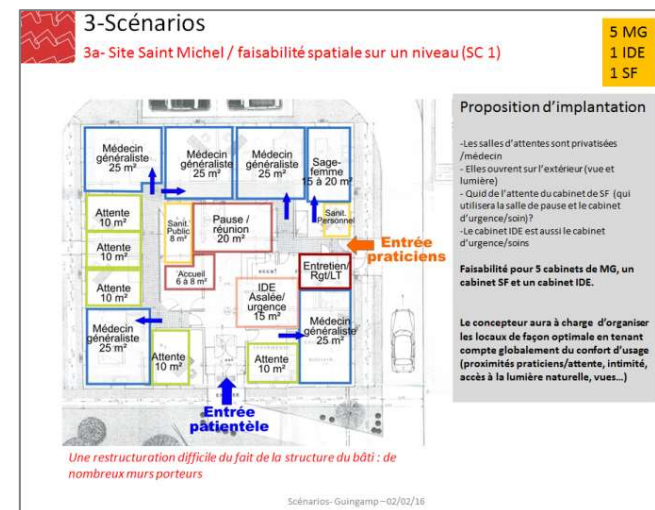 3-Scénarios
3a- Site Saint Michel / faisabilité spatiale sur un niveau (SC 1)
5 MG
1 IDE
1 SF
Médecin
généraliste
25 m²
Médecin
généraliste
25 m²
Médecin
généraliste
25 m²
Sage-
femme
15 à 20 m²
Attente
10 m²
Attente
10 m²
Attente
10 m²
Sanit.
Public
8 m²
Pause /
réunion
20 m²
Sanit.
Personnel
Entrée
praticiens
Accueil
6 à 8 m²
Entretien/
Rgt/LT
IDE
Asalée/
urgence
15 m²
Médecin
généraliste
25 m²
Médecin
généraliste
25 m²
Attente
10 m²
Attente
10 m²
Entrée
patientèle
Proposition d'implantation
-Les salles d'attentes sont privatisées
/médecin
- Elles ouvrent sur l'extérieur (vue et
lumière)
- Quid de l'attente du cabinet de SF (qui
utilisera la salle de pause et le cabinet
d'urgence/soin)?
-Le cabinet IDE est aussi le cabinet
d'urgence/soins
Faisabilité pour 5 cabinets de MG, un
cabinet SF et un cabinet IDE.
Le concepteur aura à charge d'organiser
les locaux de façon optimale en tenant
compte globalement du confort d'usage
(proximités praticiens/attente, intimité,
accès à la lumière naturelle, vues...)
Une restructuration difficile du fait de la structure du bâti : de
nombreux murs porteurs
Scénarios- Guingamp – 02/02/16